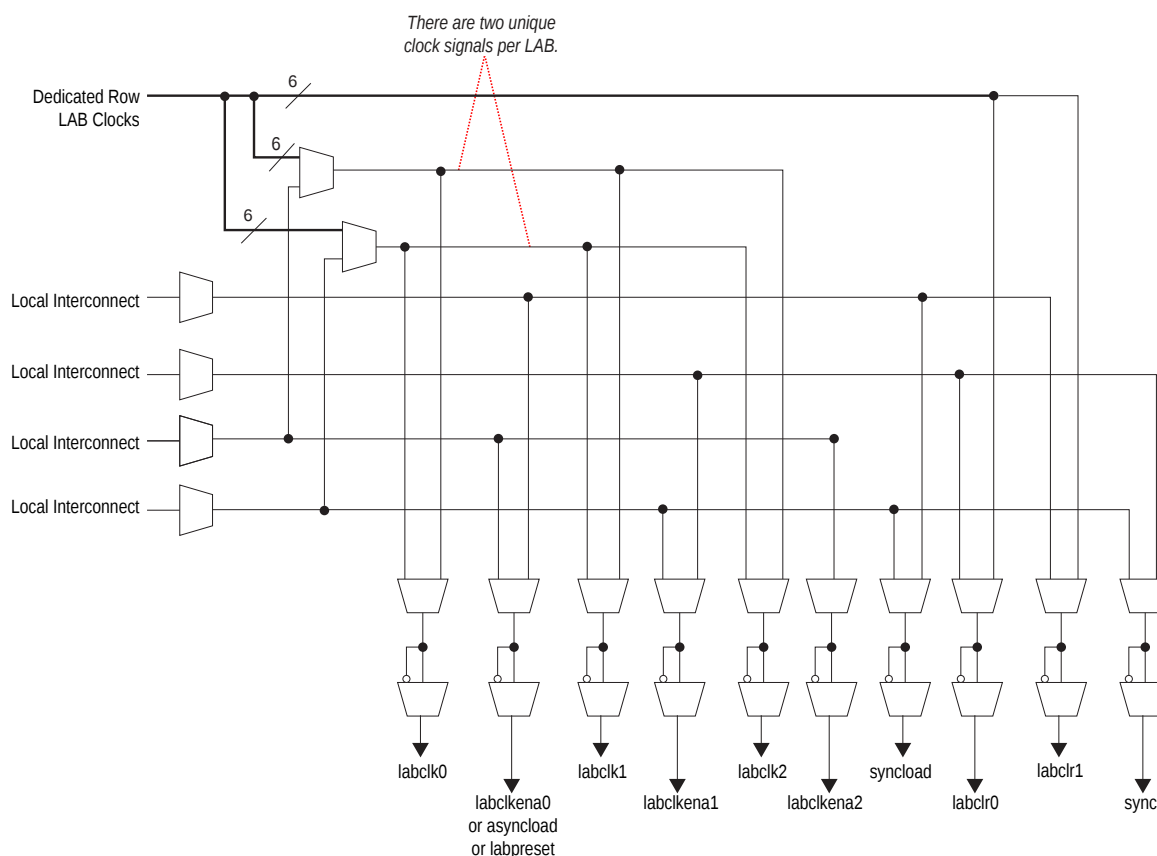 There are two unique
clock signals per LAB.
6
Dedicated Row
LAB Clocks
6
6
Local Interconnect
Local Interconnect
Local Interconnect
Local Interconnect
labclk0
labclk1
labclk2
syncload
labclr1
labclkena0
or asyncload
or labpreset
labclkena1
labclkena2
labclr0
sync